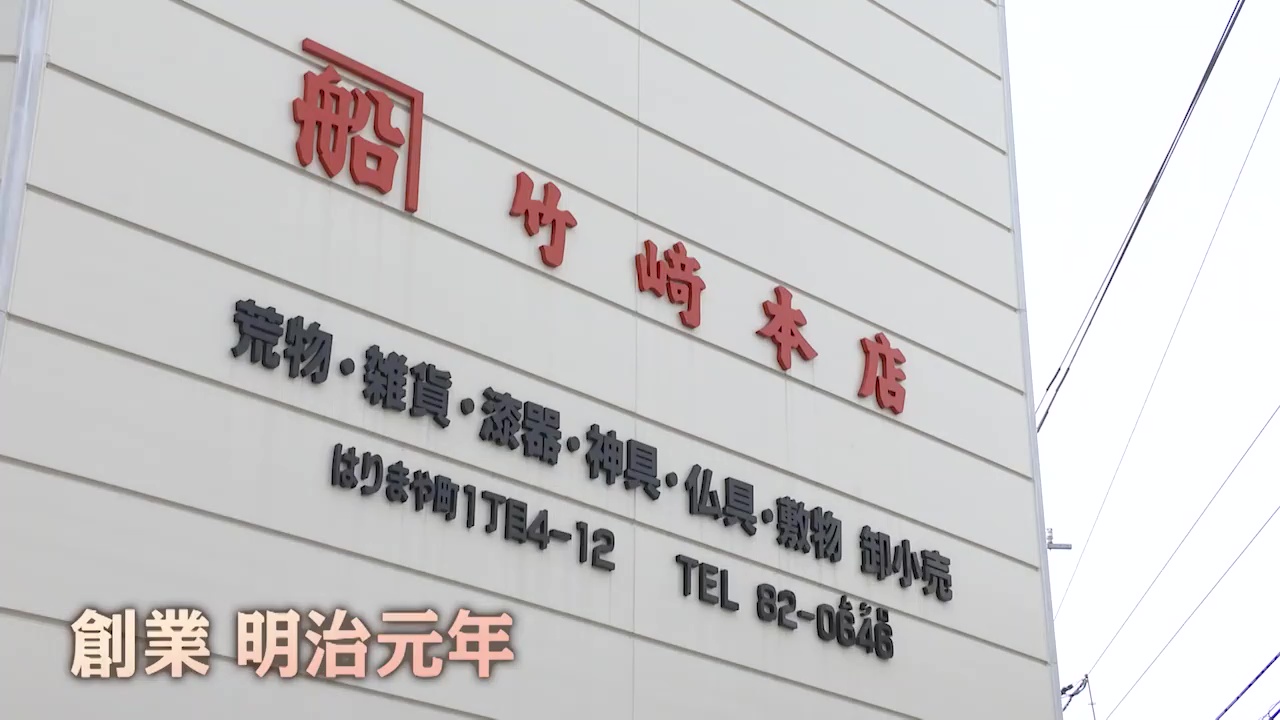 船 竹﨑本店
荒物・雑貨・漆器・神具・仏具・敷物 卸小売
はりまや町1丁目4-12 TEL 82-0646
創業 明治元年